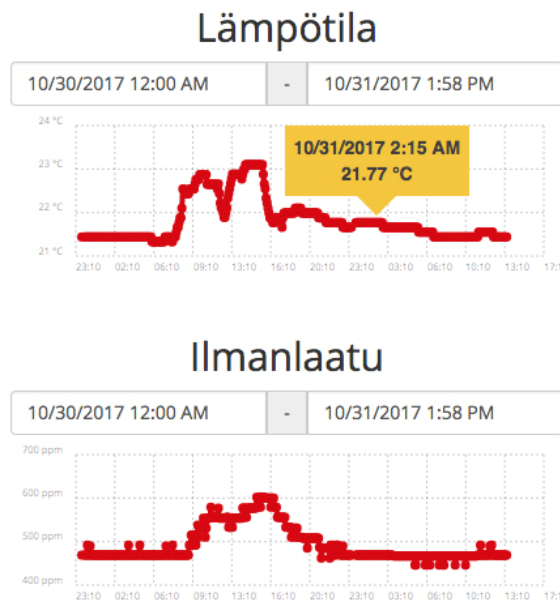 Lämpötila
10/30/2017 12:00 AM - 10/31/2017 1:58 PM
24 °C
10/31/2017 2:15 AM
23 °C
21.77 °C
22 °C
21 °C
23:10 02:10 06:10 09:10 13:10 16:10 20:10 23:10 03:10 06:10 10:10 13:10
Ilmanlaatu
10/30/2017 12:00 AM - 10/31/2017 1:58 PM
700 ppm
600 ppm
500 ppm
400 ppm
23:10 02:10 06:10 09:10 13:10 16:10 20:10 23:10 03:10 06:10 10:10 13:10